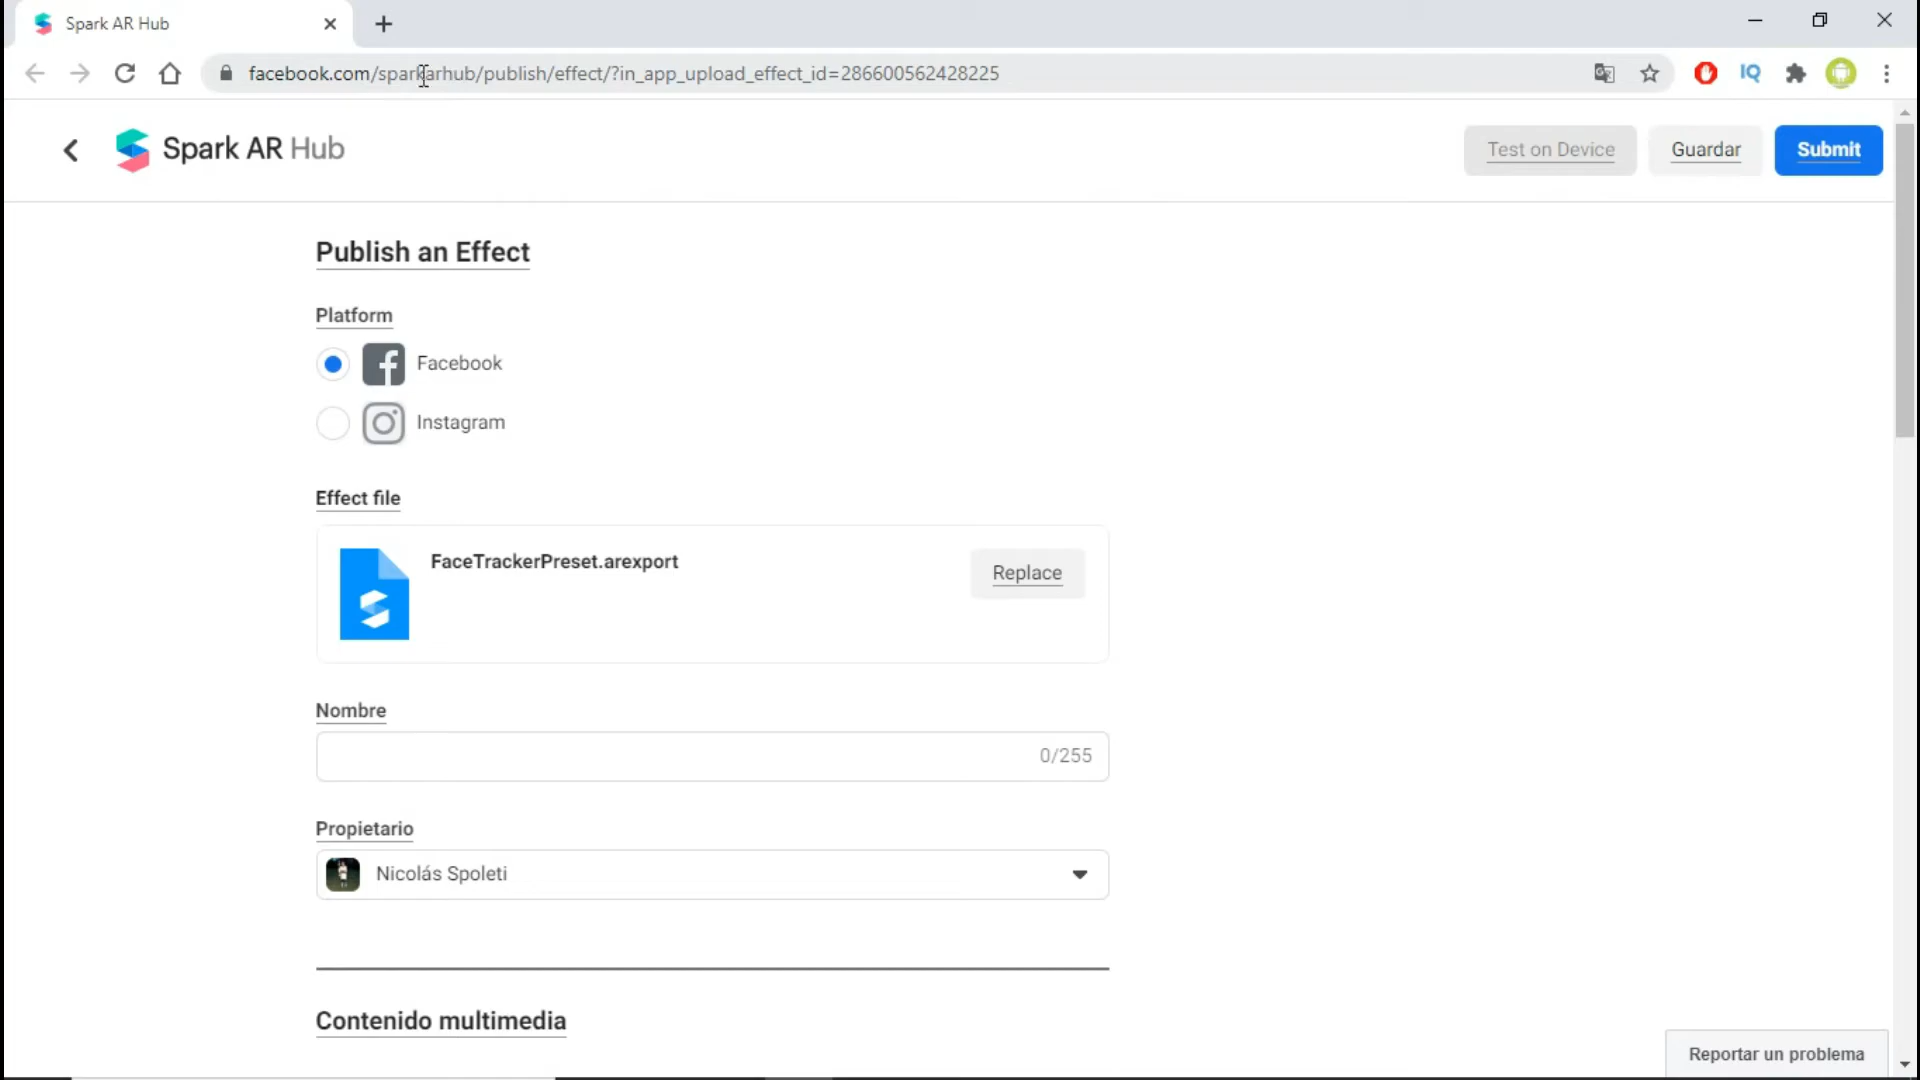 Spark AR Hub
facebook.com/sparkarhub/publish/effect/?in_app_upload_effect_id=286600562428225
IQ
Spark AR Hub
Test on Device
Guardar
Submit
Publish an Effect
Platform
Facebook
Instagram
Effect file
FaceTrackerPreset.arexport
Replace
Nombre
0/255
Propietario
Nicolás Spoleti
Contenido multimedia
Reportar un problema